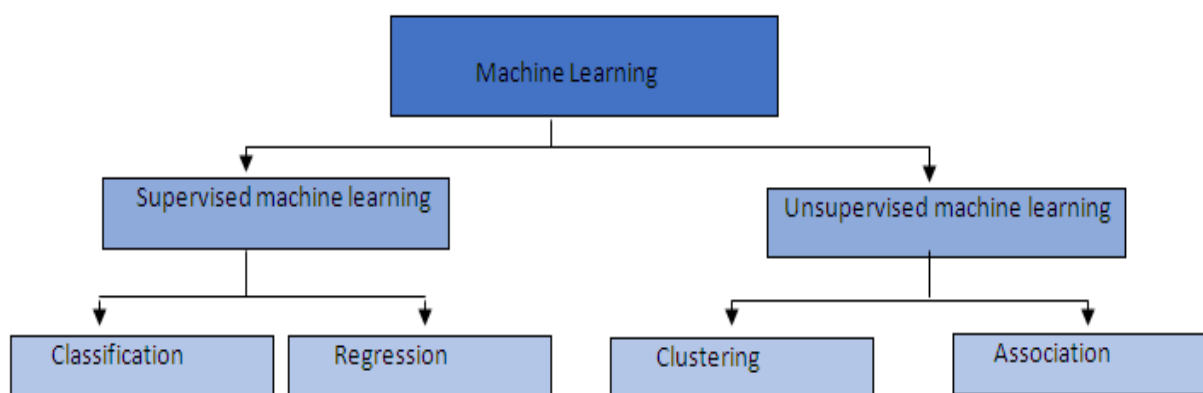 Machine Learning
Supervised machine learning
Unsupervised machine learning
Classification
Regression
Clustering
Association